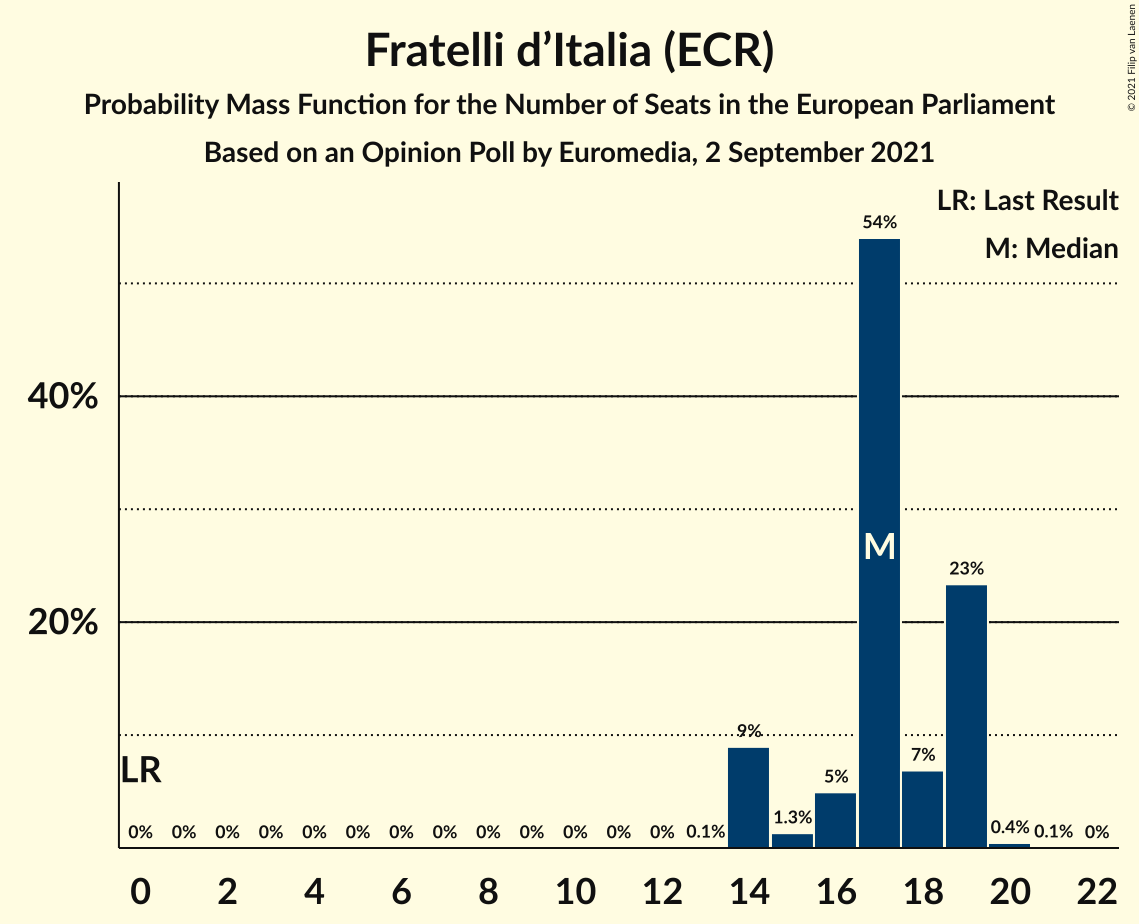 Fratelli d’Italia (ECR)
Probability Mass Function for the Number of Seats in the European Parliament
Based on an Opinion Poll by Euromedia, 2 September 2021
© 2021 Filip van Laenen
LR: Last Result
M: Median
54%
40%
M
23%
20%
9%
7%
LR
5%
1.3%
0% 0% 0% 0% 0% 0% 0% 0% 0% 0% 0% 0% 0% 0.1% 0.4% 0.1% 0%
0 2 4 6 8 10 12 14 16 18 20 22